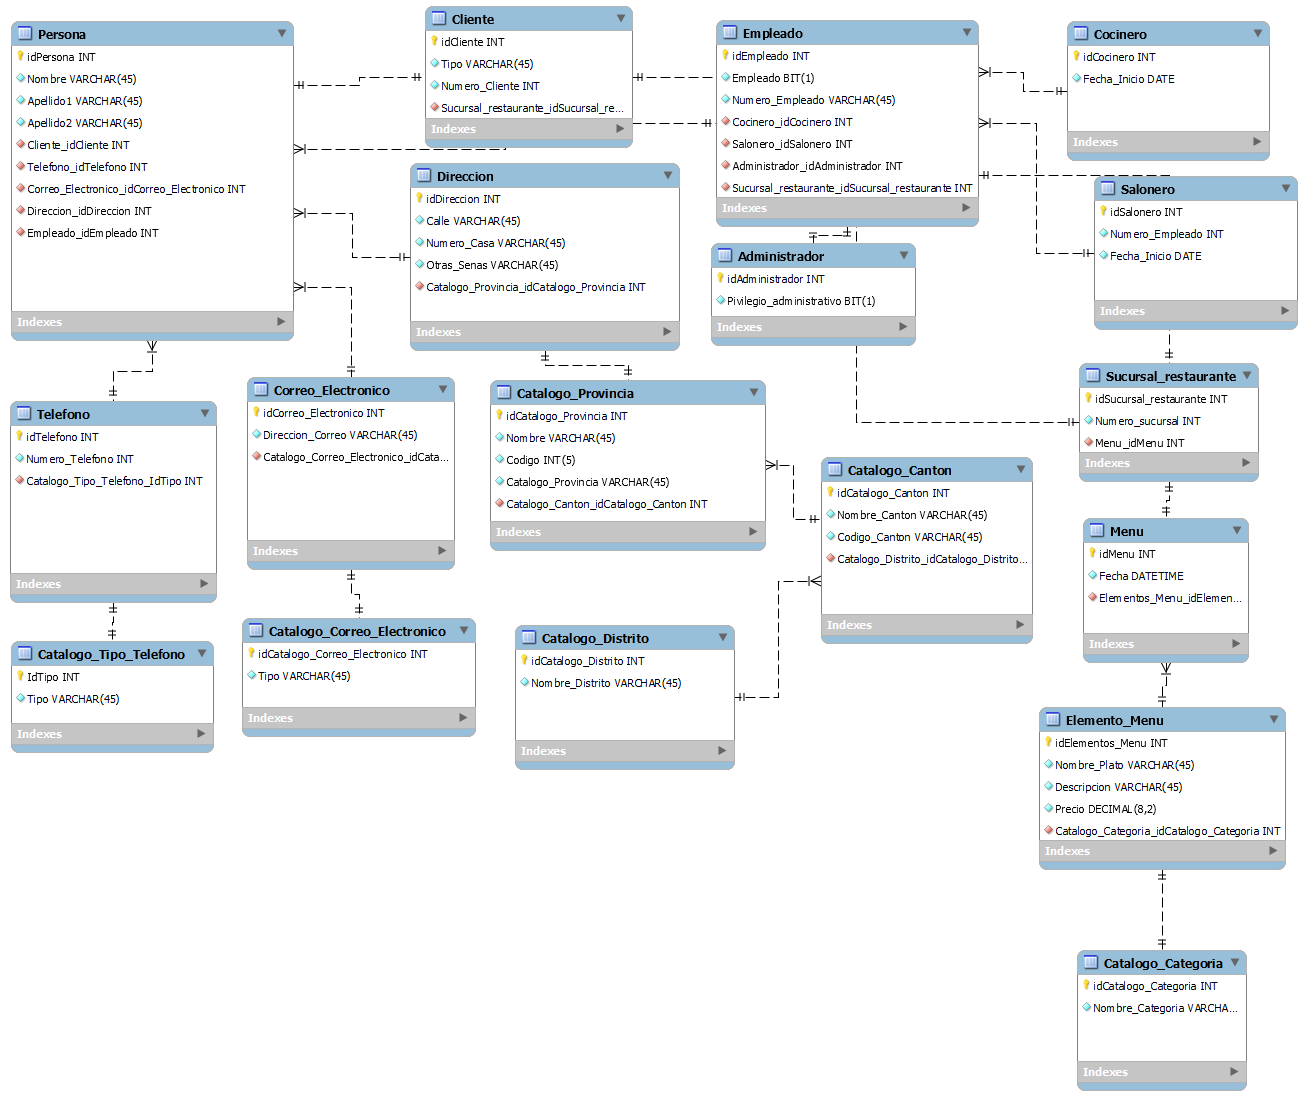 Persona
idPersona INT
Nombre VARCHAR(45)
Apellido1 VARCHAR(45)
Apellido2 VARCHAR(45)
Cliente_idCliente INT
Telefono_idTelefono INT
Correo_Electronico_idCorreo_Electronico INT
Direccion_idDireccion INT
Empleado_idEmpleado INT
Indexes
Cliente
idCliente INT
Tipo VARCHAR(45)
Numero_Cliente INT
Sucursal_restaurante_idSucursal_re...
Indexes
Empleado
idEmpleado INT
Empleado BIT(1)
Numero_Empleado VARCHAR(45)
Cocinero_idCocinero INT
Salonero_idSalonero INT
Administrador_idAdministrador INT
Sucursal_restaurante_idSucursal_restaurante INT
Indexes
Cocinero
idCocinero INT
Fecha_Inicio DATE
Indexes
Direccion
idDireccion INT
Calle VARCHAR(45)
Numero_Casa VARCHAR(45)
Otras_Senas VARCHAR(45)
Catalogo_Provincia_idCatalogo_Provincia INT
Indexes
Administrador
idAdministrador INT
Pivilegio_administrativo BIT(1)
Indexes
Salonero
idSalonero INT
Numero_Empleado INT
Fecha_Inicio DATE
Indexes
Telefono
idTelefono INT
Numero_Telefono INT
Catalogo_Tipo_Telefono_IdTipo INT
Indexes
Correo_Electronico
idCorreo_Electronico INT
Direccion_Correo VARCHAR(45)
Catalogo_Correo_Electronico_idCata...
Indexes
Catalogo_Provincia
idCatalogo_Provincia INT
Nombre VARCHAR(45)
Codigo INT(5)
Catalogo_Provincia VARCHAR(45)
Catalogo_Canton_idCatalogo_Canton INT
Indexes
Catalogo_Canton
idCatalogo_Canton INT
Nombre_Canton VARCHAR(45)
Codigo_Canton VARCHAR(45)
Catalogo_Distrito_idCatalogo_Distrito...
Indexes
Sucursal_restaurante
idSucursal_restaurante INT
Numero_sucursal INT
Menu_idMenu INT
Indexes
Menu
idMenu INT
Fecha DATETIME
Elementos_Menu_idElemen...
Indexes
Catalogo_Tipo_Telefono
IdTipo INT
Tipo VARCHAR(45)
Indexes
Catalogo_Correo_Electronico
idCatalogo_Correo_Electronico INT
Tipo VARCHAR(45)
Indexes
Catalogo_Distrito
idCatalogo_Distrito INT
Nombre_Distrito VARCHAR(45)
Indexes
Elemento_Menu
idElementos_Menu INT
Nombre_Plato VARCHAR(45)
Descripcion VARCHAR(45)
Precio DECIMAL(8,2)
Catalogo_Categoria_idCatalogo_Categoria INT
Indexes
Catalogo_Categoria
idCatalogo_Categoria INT
Nombre_Categoria VARCHA...
Indexes